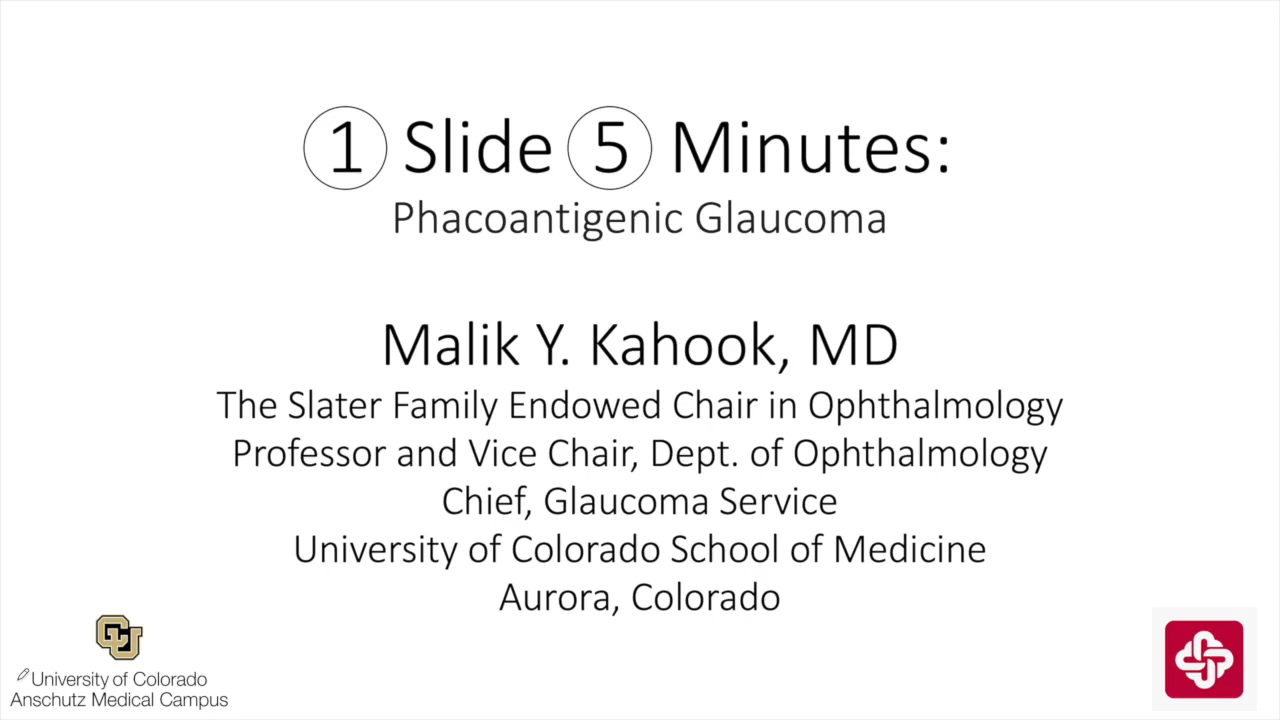 1 Slide 5 Minutes:
Phacoantigenic Glaucoma
Malik Y. Kahook, MD
The Slater Family Endowed Chair in Ophthalmology
Professor and Vice Chair, Dept. of Ophthalmology
Chief, Glaucoma Service
University of Colorado School of Medicine
Aurora, Colorado
CU
University of Colorado
Anschutz Medical Campus